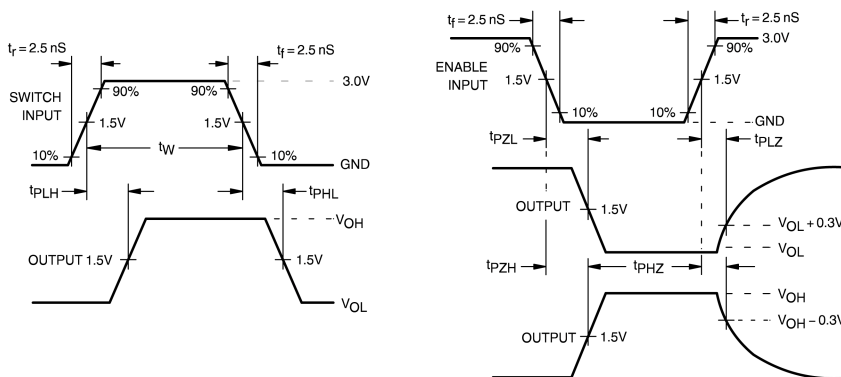 tr = 2.5 nS
tf = 2.5 nS
SWITCH INPUT
90%
90%
3.0V
1.5V
1.5V
10%
tW
10%
GND
tPLH
tPHL
VOH
OUTPUT 1.5V
1.5V
VOL
tf = 2.5 nS
tr = 2.5 nS
3.0V
90%
90%
ENABLE INPUT
1.5V
1.5V
10%
10%
GND
tPZL
tPLZ
OUTPUT
1.5V
VOL + 0.3V
VOL
tPZH
tPHZ
VOH
VOH − 0.3V
OUTPUT
1.5V